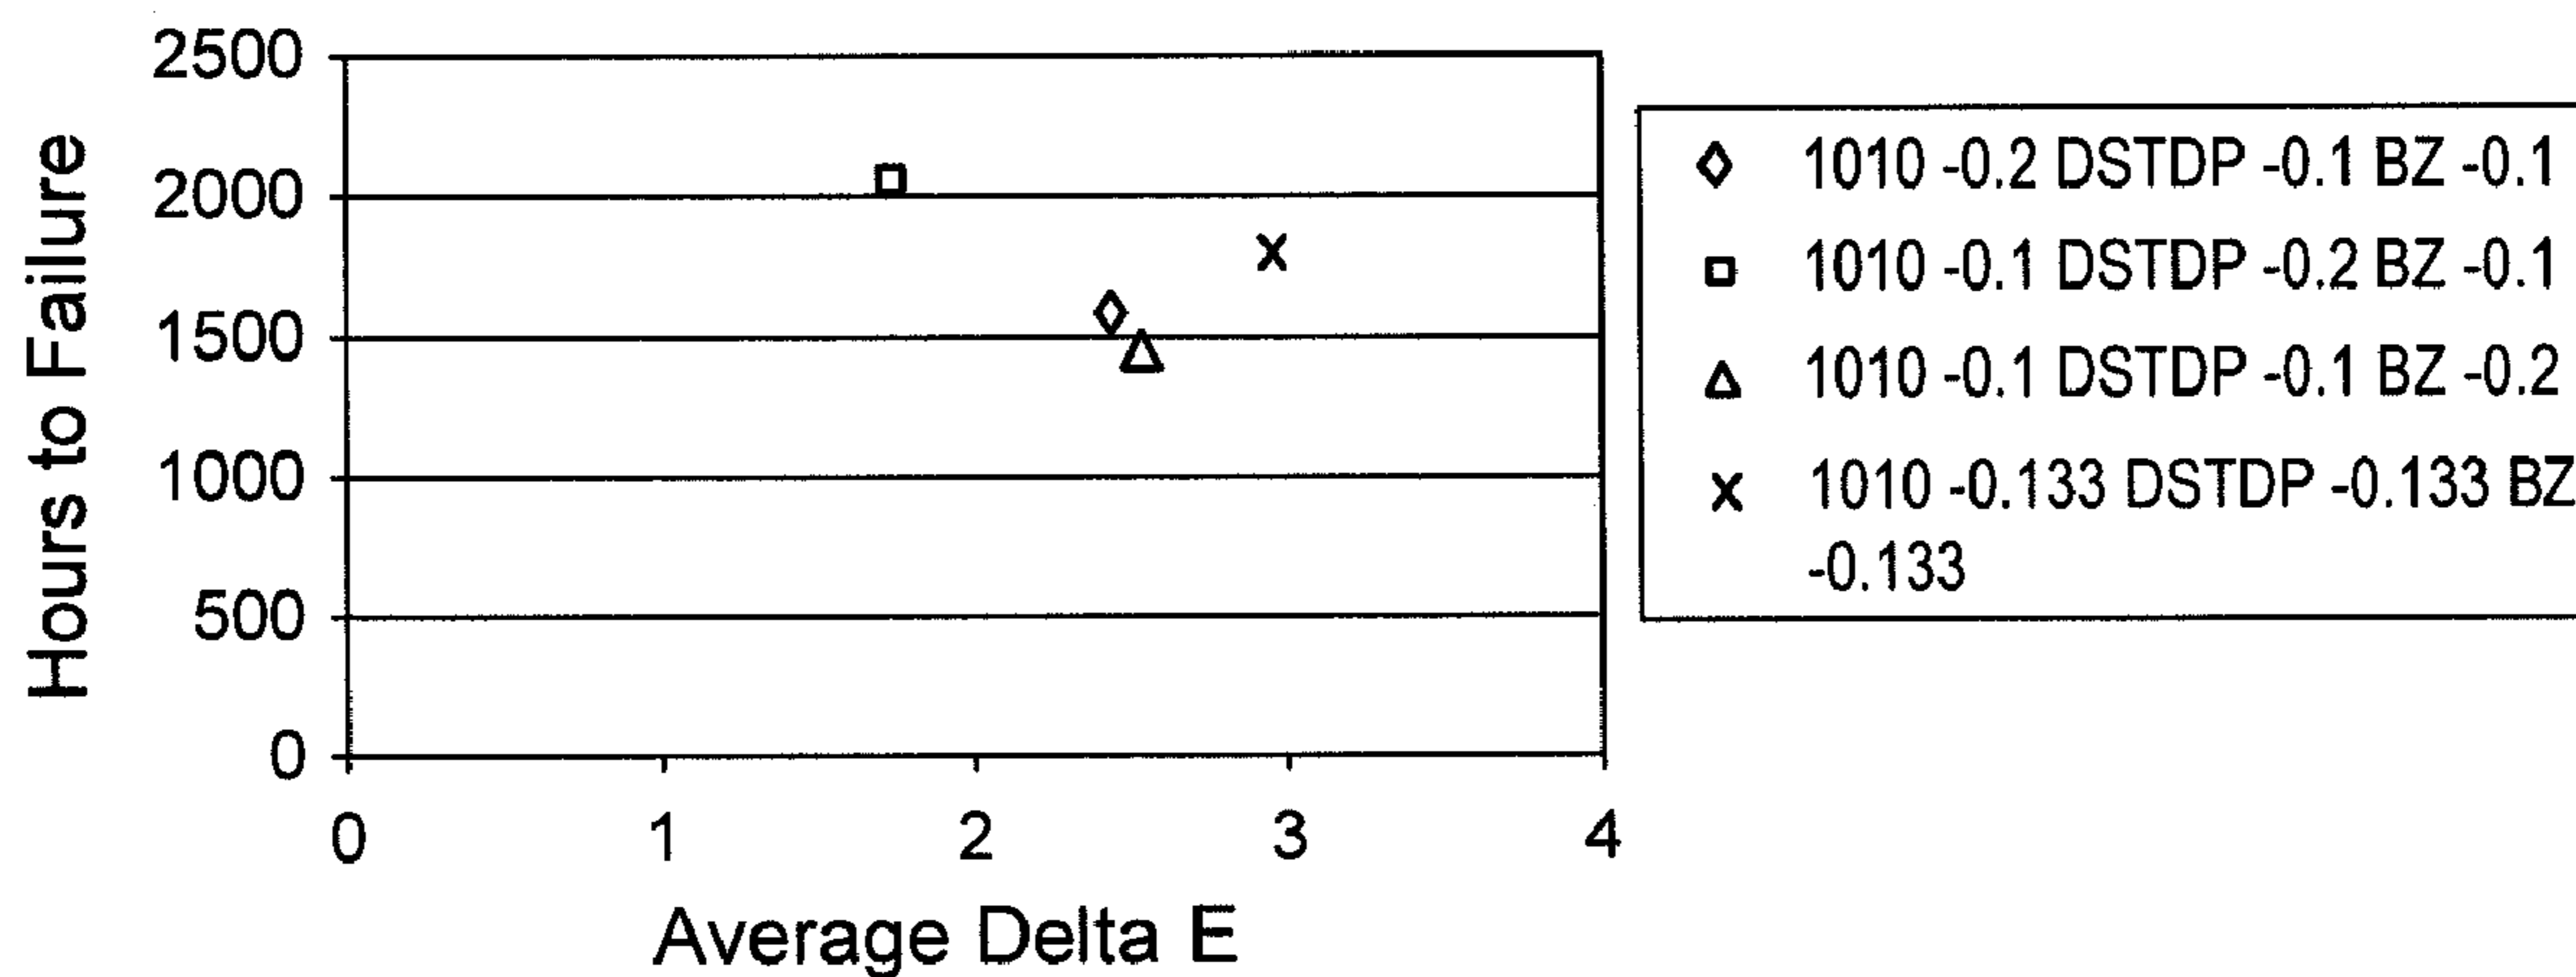 2500
2000
1500
1000
500
0
0 1 2 3 4
Hours to Failure
Average Delta E
1010 -0.2 DSTDP -0.1 BZ -0.1
1010 -0.1 DSTDP -0.2 BZ -0.1
1010 -0.1 DSTDP -0.1 BZ -0.2
1010 -0.133 DSTDP -0.133 BZ
-0.133